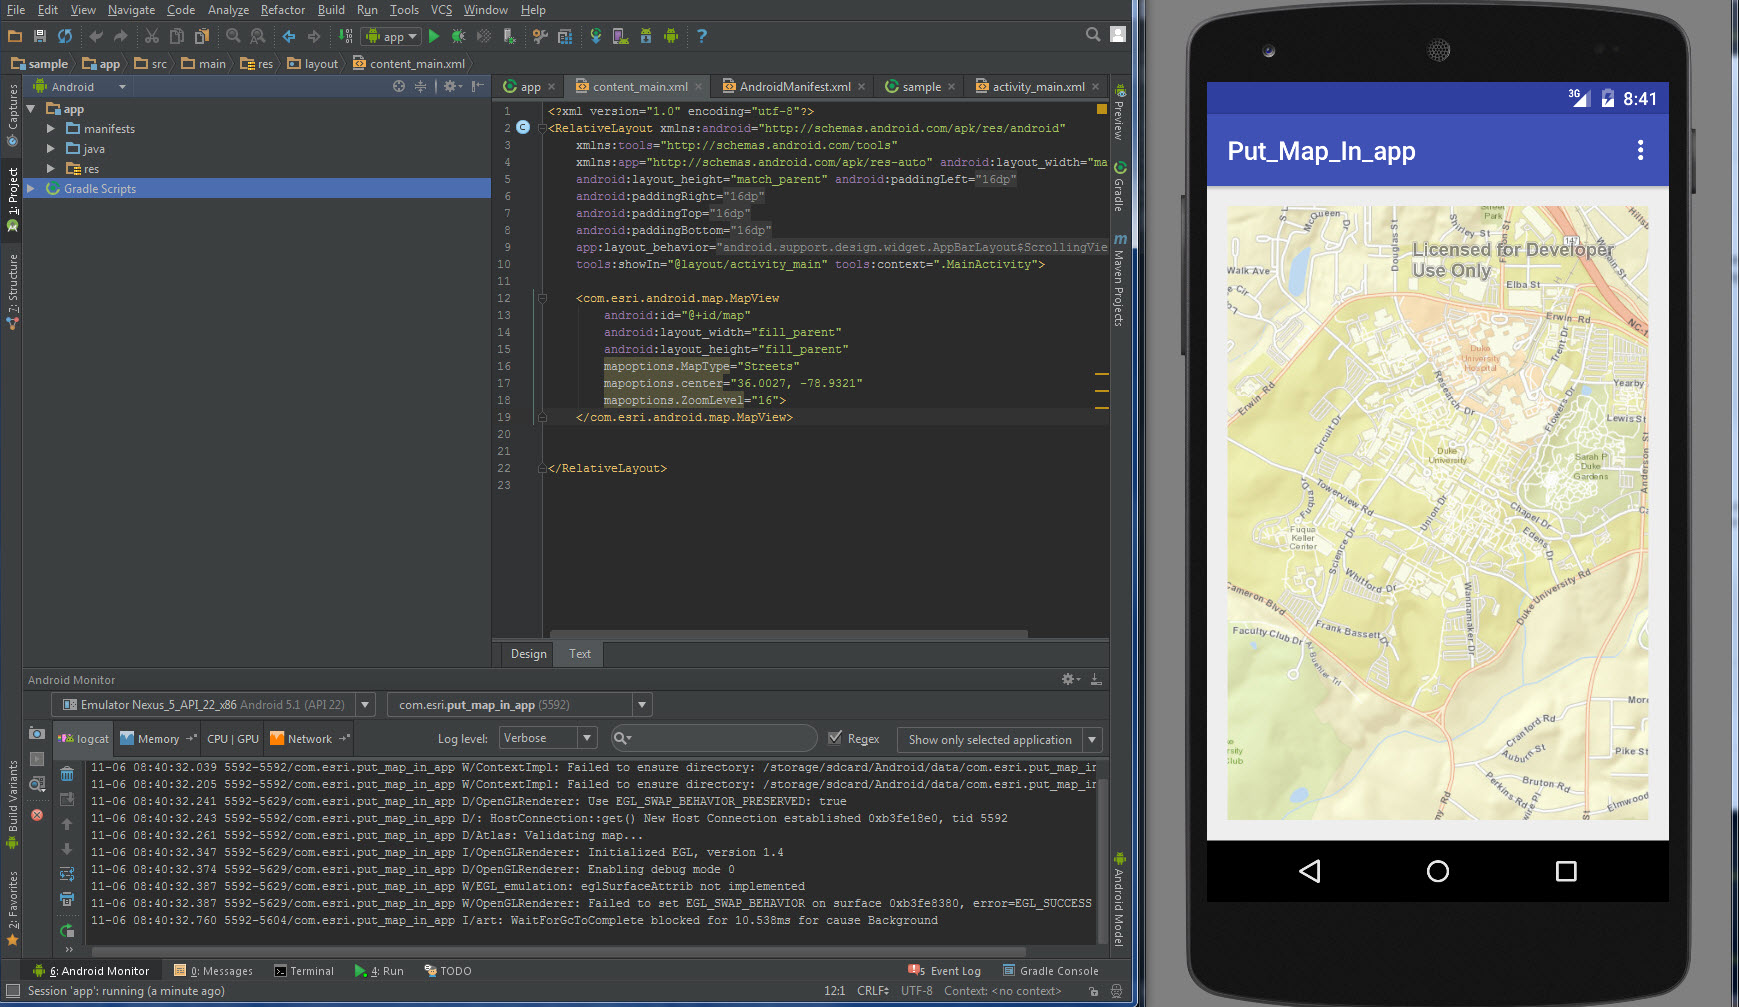 File Edit View Navigate Code Analyze Refactor Build Run Tools VCS Window Help
app
sample app src main res layout content_main.xml
Android
app content_main.xml AndroidManifest.xml sample activity_main.xml
app
manifests
java
res
Gradle Scripts
Captures
1: Project
7: Structure
Build Variants
2: Favorites
1 <?xml version="1.0" encoding="utf-8"?>
2 <RelativeLayout xmlns:android="http://schemas.android.com/apk/res/android"
3 xmlns:tools="http://schemas.android.com/tools"
4 xmlns:app="http://schemas.android.com/apk/res-auto" android:layout_width="ma
5 android:layout_height="match_parent" android:paddingLeft="16dp"
6 android:paddingRight="16dp"
7 android:paddingTop="16dp"
8 android:paddingBottom="16dp"
9 app:layout_behavior="android.support.design.widget.AppBarLayout$ScrollingVie
10 tools:showIn="@layout/activity_main" tools:context=".MainActivity">
11
12 <com.esri.android.map.MapView
13 android:id="@+id/map"
14 android:layout_width="fill_parent"
15 android:layout_height="fill_parent"
16 mapoptions.MapType="Streets"
17 mapoptions.center="36.0027, -78.9321"
18 mapoptions.ZoomLevel="16">
19 </com.esri.android.map.MapView>
20
21
22 </RelativeLayout>
23
Preview
Gradle
Maven Projects
Android Model
Design Text
Android Monitor
Emulator Nexus_5_API_22_x86 Android 5.1 (API 22) com.esri.put_map_in_app (5592)
logcat Memory CPU | GPU Network Log level: Verbose Regex Show only selected application
11-06 08:40:32.039 5592-5592/com.esri.put_map_in_app W/ContextImpl: Failed to ensure directory: /storage/sdcard/Android/data/com.esri.put_map_in
11-06 08:40:32.205 5592-5592/com.esri.put_map_in_app W/ContextImpl: Failed to ensure directory: /storage/sdcard/Android/data/com.esri.put_map_in
11-06 08:40:32.241 5592-5629/com.esri.put_map_in_app D/OpenGLRenderer: Use EGL_SWAP_BEHAVIOR_PRESERVED: true
11-06 08:40:32.243 5592-5592/com.esri.put_map_in_app D/: HostConnection::get() New Host Connection established 0xb3fe18e0, tid 5592
11-06 08:40:32.261 5592-5592/com.esri.put_map_in_app D/Atlas: Validating map...
11-06 08:40:32.347 5592-5629/com.esri.put_map_in_app I/OpenGLRenderer: Initialized EGL, version 1.4
11-06 08:40:32.374 5592-5629/com.esri.put_map_in_app D/OpenGLRenderer: Enabling debug mode 0
11-06 08:40:32.387 5592-5629/com.esri.put_map_in_app W/EGL_emulation: eglSurfaceAttrib not implemented
11-06 08:40:32.387 5592-5629/com.esri.put_map_in_app W/OpenGLRenderer: Failed to set EGL_SWAP_BEHAVIOR on surface 0xb3fe8380, error=EGL_SUCCESS
11-06 08:40:32.760 5592-5604/com.esri.put_map_in_app I/art: WaitForGcToComplete blocked for 10.538ms for cause Background
6: Android Monitor 0: Messages Terminal 4: Run TODO 5 Event Log Gradle Console
Session 'app': running (a minute ago) 12:1 CRLF UTF-8 Context: <no context>
3G 8:41
Put_Map_In_app
Licensed for Developer
Use Only
McQueen Dr
Douglas St
Street
Park
Shirley St
147
Main St
Walk Ave
Elba St
Erwin Rd
NC-1
Trent Dr
Duke
University
Hospital
Research Dr
Flowers Dr
Yearby
Erwin Rd
Lewis St
Circuit Dr
Anderson St
Duke
University
Sarah P
Duke
Gardens
Fuqua Dr
Towerview Rd
Union Dr
Chapel Dr
Edens Dr
Fuqua
Keller
Center
Science Dr
Whitford Dr
Wannamaker Dr
Duke University Rd
Cameron Blvd
Frank Bassett Dr
Faculty Club Dr
Al Buehler Trl
Cranford Rd
Auburn St
Pike St
Bruton Rd
Perkins Rd
Elmwood